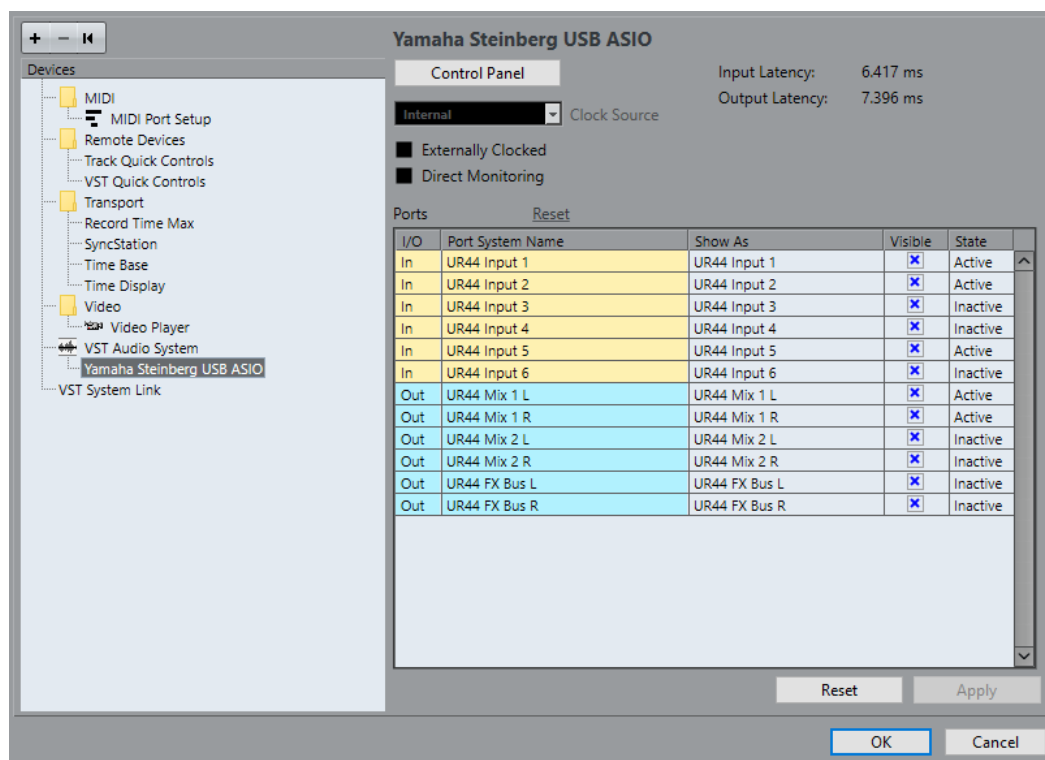 Devices
MIDI
MIDI Port Setup
Remote Devices
Track Quick Controls
VST Quick Controls
Transport
Record Time Max
SyncStation
Time Base
Time Display
Video
Video Player
VST Audio System
Yamaha Steinberg USB ASIO
VST System Link
Yamaha Steinberg USB ASIO
Control Panel
Input Latency: 6.417 ms
Output Latency: 7.396 ms
Internal Clock Source
Externally Clocked
Direct Monitoring
Ports Reset
I/O Port System Name Show As Visible State
In UR44 Input 1 UR44 Input 1 Active
In UR44 Input 2 UR44 Input 2 Active
In UR44 Input 3 UR44 Input 3 Inactive
In UR44 Input 4 UR44 Input 4 Inactive
In UR44 Input 5 UR44 Input 5 Active
In UR44 Input 6 UR44 Input 6 Inactive
Out UR44 Mix 1 L UR44 Mix 1 L Active
Out UR44 Mix 1 R UR44 Mix 1 R Active
Out UR44 Mix 2 L UR44 Mix 2 L Inactive
Out UR44 Mix 2 R UR44 Mix 2 R Inactive
Out UR44 FX Bus L UR44 FX Bus L Inactive
Out UR44 FX Bus R UR44 FX Bus R Inactive
Reset Apply
OK Cancel